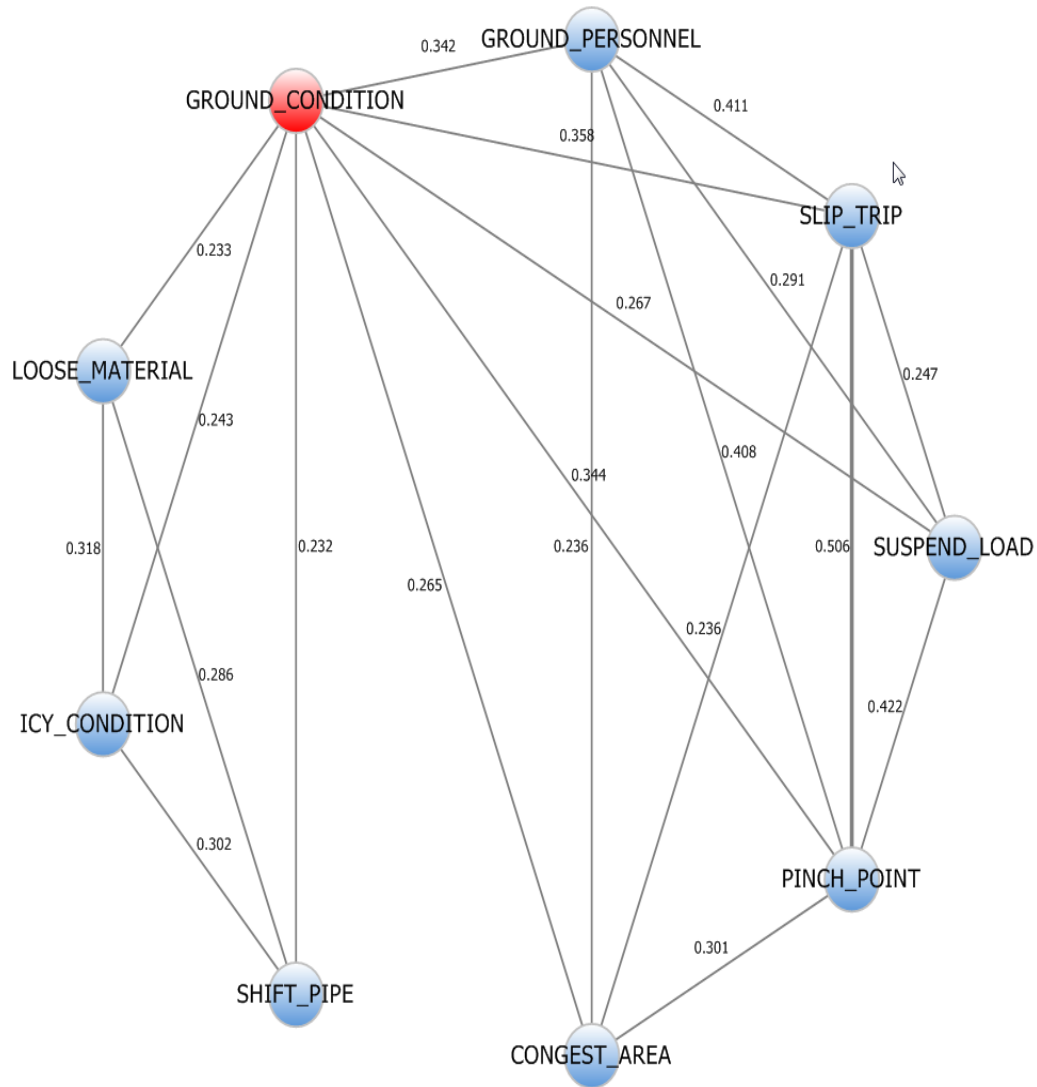 GROUND_PERSONNEL
0.342
GROUND_CONDITION
0.411
0.358
SLIP_TRIP
0.233
0.291
0.267
LOOSE_MATERIAL
0.247
0.243
0.408
0.344
0.318
0.232
0.236
0.506
SUSPEND_LOAD
0.265
0.236
0.286
0.422
ICY_CONDITION
0.302
PINCH_POINT
0.301
SHIFT_PIPE
CONGEST_AREA